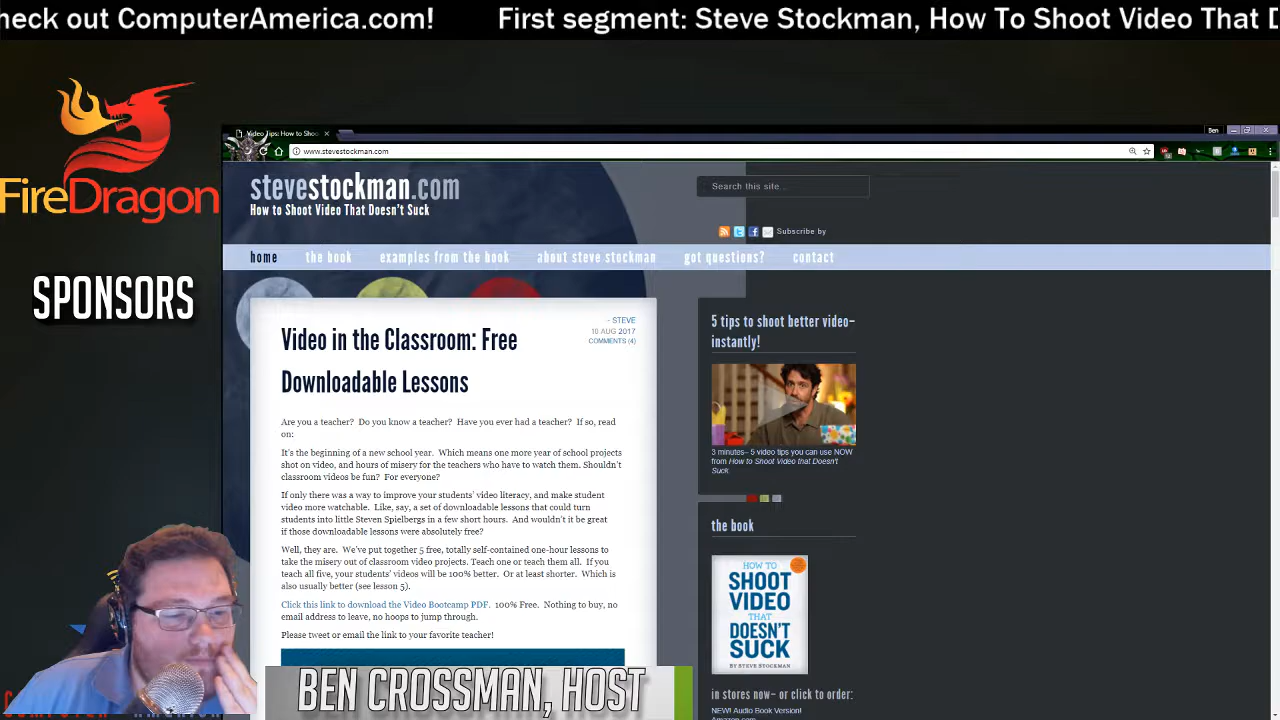 heck out ComputerAmerica.com! First segment: Steve Stockman, How To Shoot Video That D
FireDragon
SPONSORS
Video Tips: How to Shoo
Ben
www.stevestockman.com
stevestockman.com
How to Shoot Video That Doesn't Suck
Search this site...
Subscribe by
home the book examples from the book about steve stockman got questions? contact
Video in the Classroom: Free
Downloadable Lessons
- STEVE
10 AUG 2017
COMMENTS (4)
Are you a teacher? Do you know a teacher? Have you ever had a teacher? If so, read
on:
It's the beginning of a new school year. Which means one more year of school projects
shot on video, and hours of misery for the teachers who have to watch them. Shouldn't
classroom videos be fun? For everyone?
If only there was a way to improve your students' video literacy, and make student
video more watchable. Like, say, a set of downloadable lessons that could turn
students into little Steven Spielbergs in a few short hours. And wouldn't it be great
if those downloadable lessons were absolutely free?
Well, they are. We've put together 5 free, totally self-contained one-hour lessons to
take the misery out of classroom video projects. Teach one or teach them all. If you
teach all five, your students' videos will be 100% better. Or at least shorter. Which is
also usually better (see lesson 5).
Click this link to download the Video Bootcamp PDF. 100% Free. Nothing to buy, no
email address to leave, no hoops to jump through.
Please tweet or email the link to your favorite teacher!
5 tips to shoot better video–
instantly!
3 minutes– 5 video tips you can use NOW
from How to Shoot Video that Doesn't
Suck
the book
HOW TO
SHOOT
VIDEO
THAT
DOESN'T
SUCK
BY STEVE STOCKMAN
in stores now– or click to order:
NEW! Audio Book Version!
Amazon.com
BEN CROSSMAN, HOST